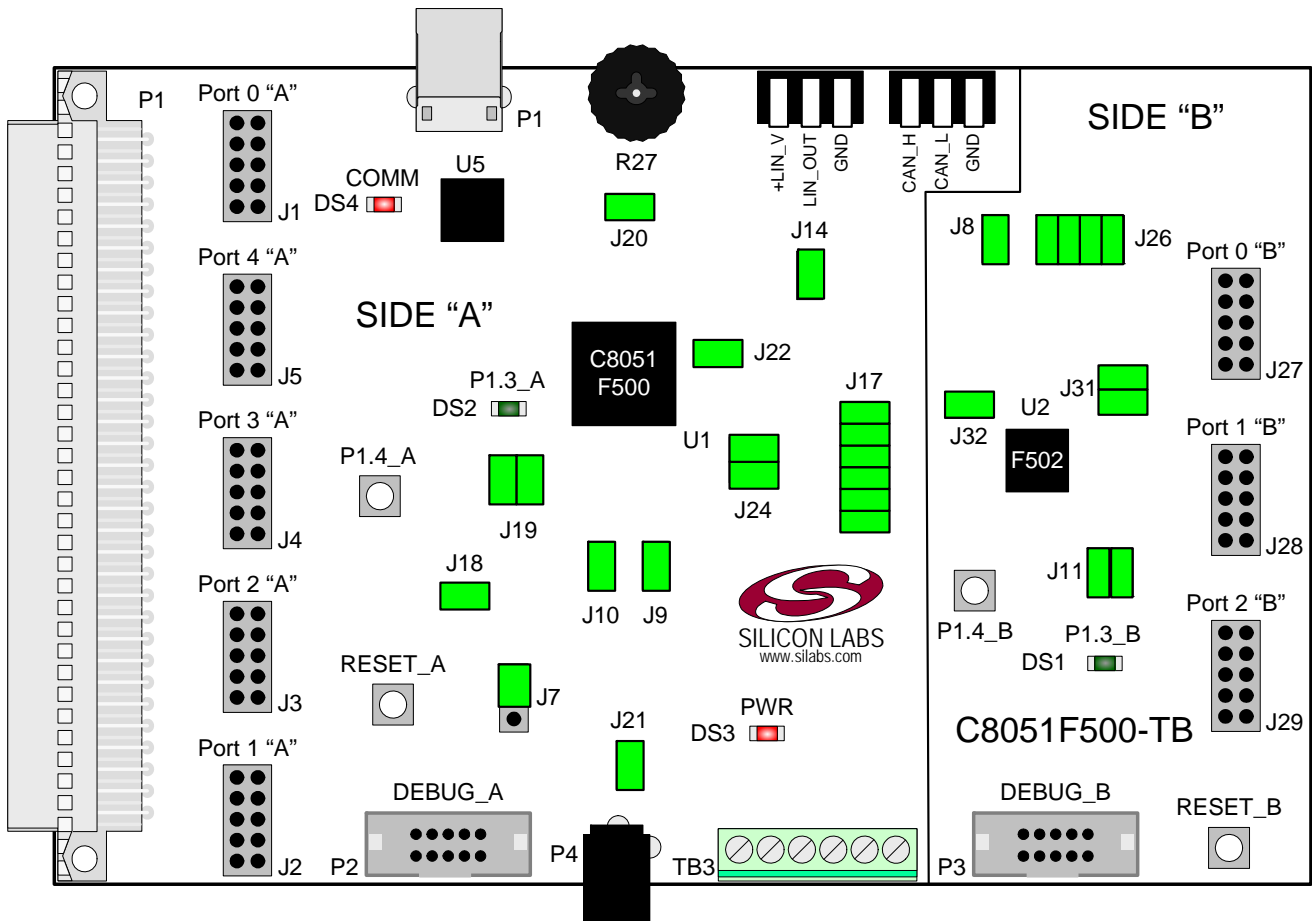 P1
Port 0 “A”
J1
Port 4 “A”
J5
Port 3 “A”
J4
Port 2 “A”
J3
Port 1 “A”
J2
P1
COMM
DS4
U5
R27
J20
+LIN_V
LIN_OUT
GND
CAN_H
CAN_L
GND
J14
SIDE “A”
C8051
F500
J22
P1.3_A
DS2
P1.4_A
J19
U1
J24
J17
J18
J10
J9
SILICON LABS
www.silabs.com
RESET_A
J7
J21
PWR
DS3
DEBUG_A
P2
P4
TB3
SIDE “B”
J8
J26
Port 0 “B”
J27
J31
J32
U2
F502
Port 1 “B”
J28
J11
P1.4_B
P1.3_B
DS1
Port 2 “B”
J29
C8051F500-TB
DEBUG_B
P3
RESET_B